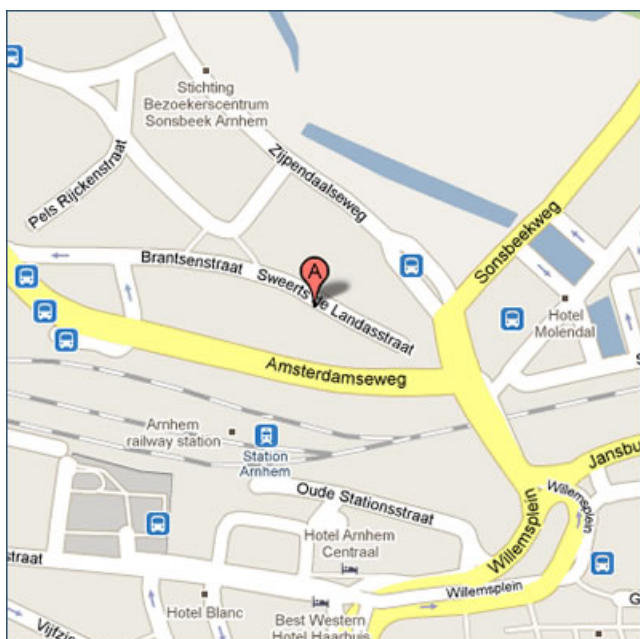 Stichting
Bezoekerscentrum
Sonsbeek Arnhem
Zijpendaalseweg
Pels Rijckenstraat
Sonsbeekweg
Brantsenstraat
A
Sweerts de Landasstraat
Hotel
Molendal
S
Amsterdamseweg
Arnhem
railway station
Station
Arnhem
Jansbu
Willemsplein
Oude Stationsstraat
Willemsplein
Hotel Arnhem
Centraal
straat
Willemsplein
G
Hotel Blanc
Best Western
Hotel Haarhuis
Vijfzi